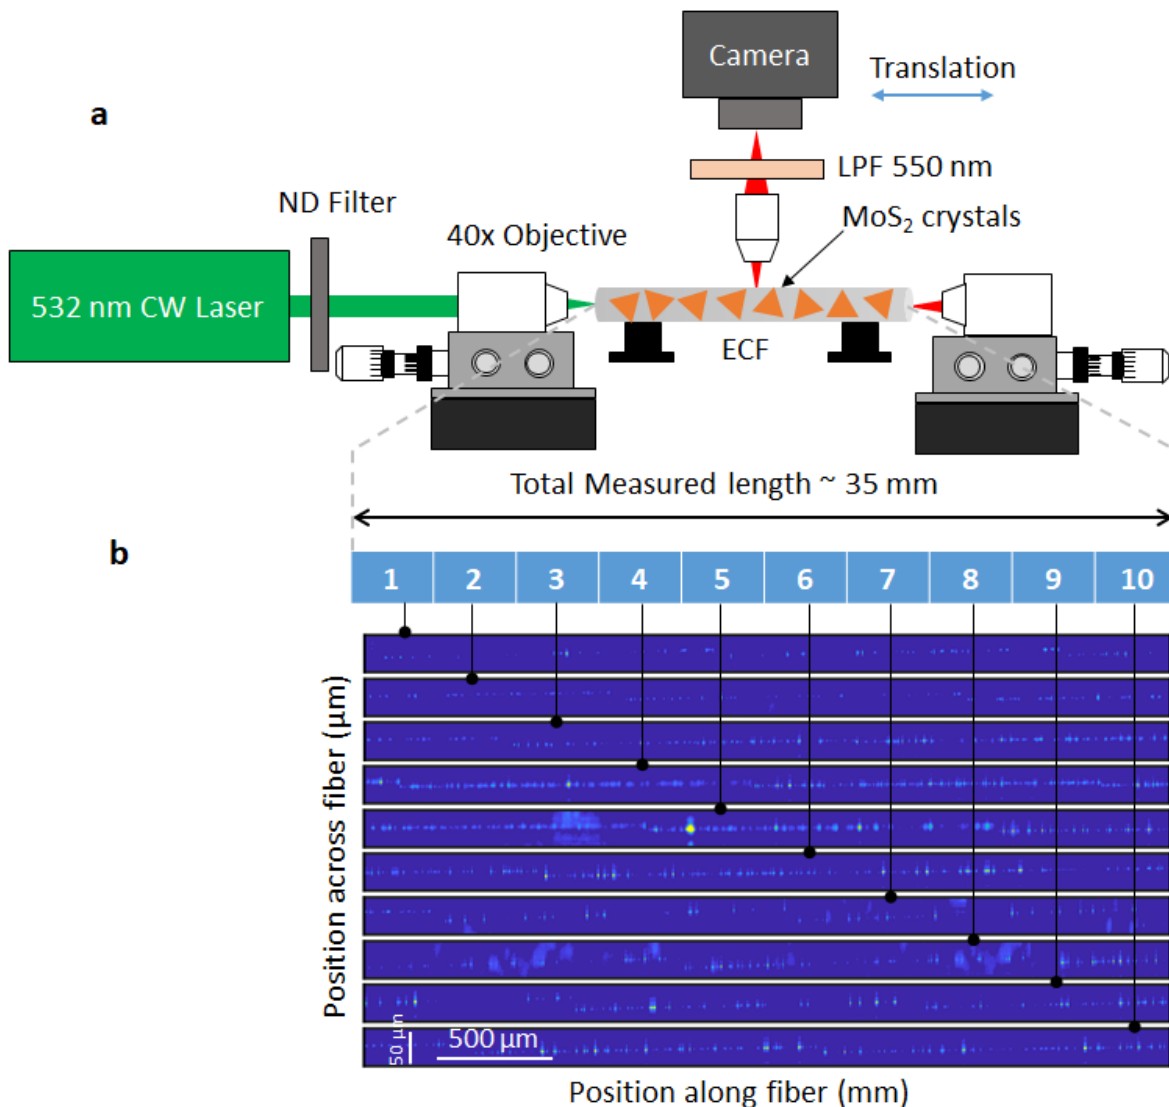 Camera
Translation
a
LPF 550 nm
ND Filter
MoS₂ crystals
40x Objective
532 nm CW Laser
ECF
Total Measured length ~ 35 mm
b
1 2 3 4 5 6 7 8 9 10
Position across fiber (μm)
50 μm
500 μm
Position along fiber (mm)